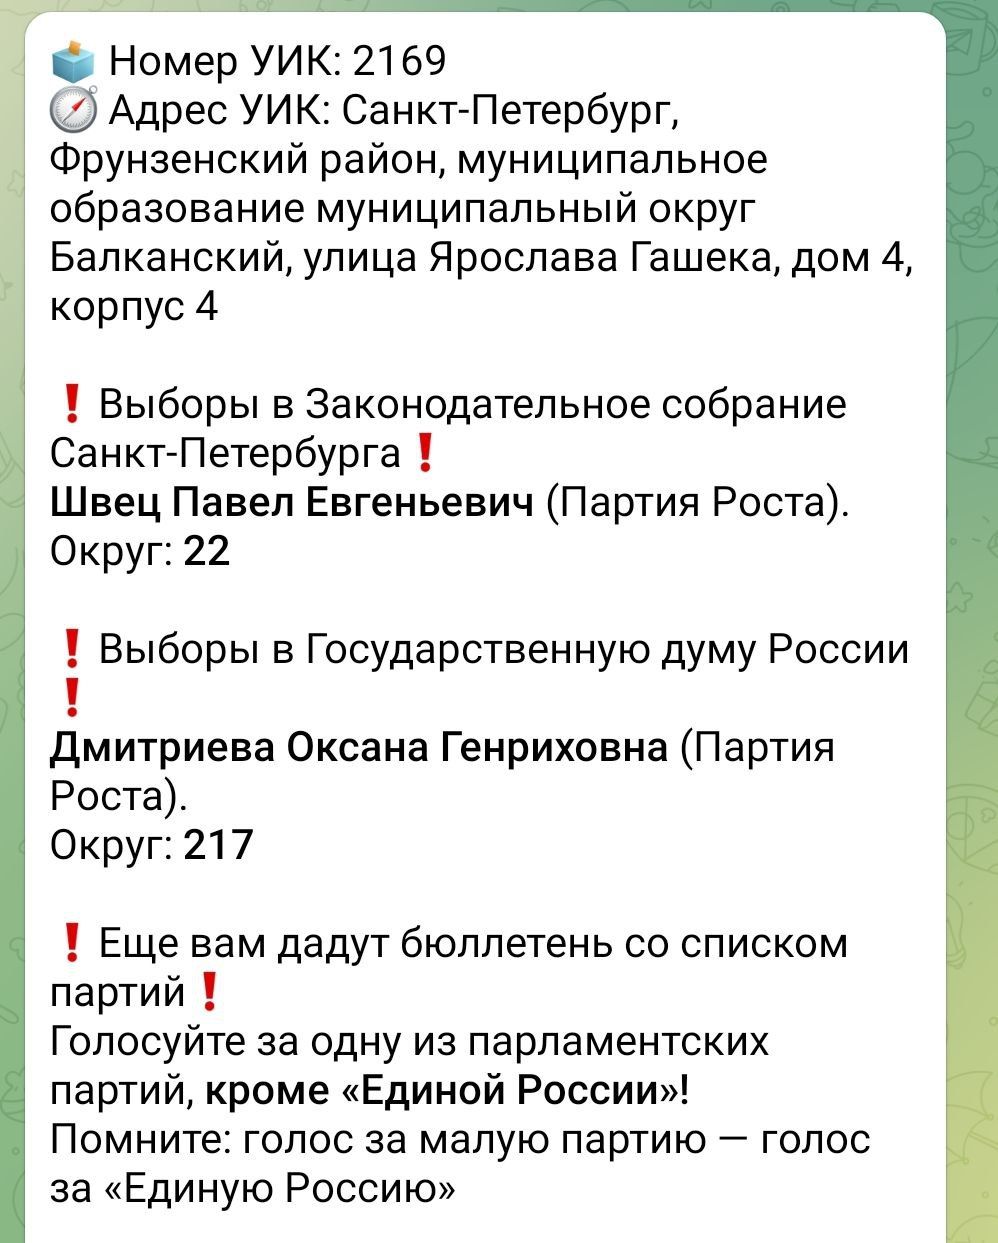 Номер УИК: 2169
Адрес УИК: Санкт-Петербург,
Фрунзенский район, муниципальное
образование муниципальный округ
Балканский, улица Ярослава Гашека, дом 4,
корпус 4
❗Выборы в Законодательное собрание
Санкт-Петербурга❗
Швец Павел Евгеньевич (Партия Роста).
Округ: 22
❗Выборы в Государственную думу России
❗
Дмитриева Оксана Генриховна (Партия
Роста).
Округ: 217
❗Еще вам дадут бюллетень со списком
партий❗
Голосуйте за одну из парламентских
партий, кроме «Единой России»!
Помните: голос за малую партию — голос
за «Единую Россию»